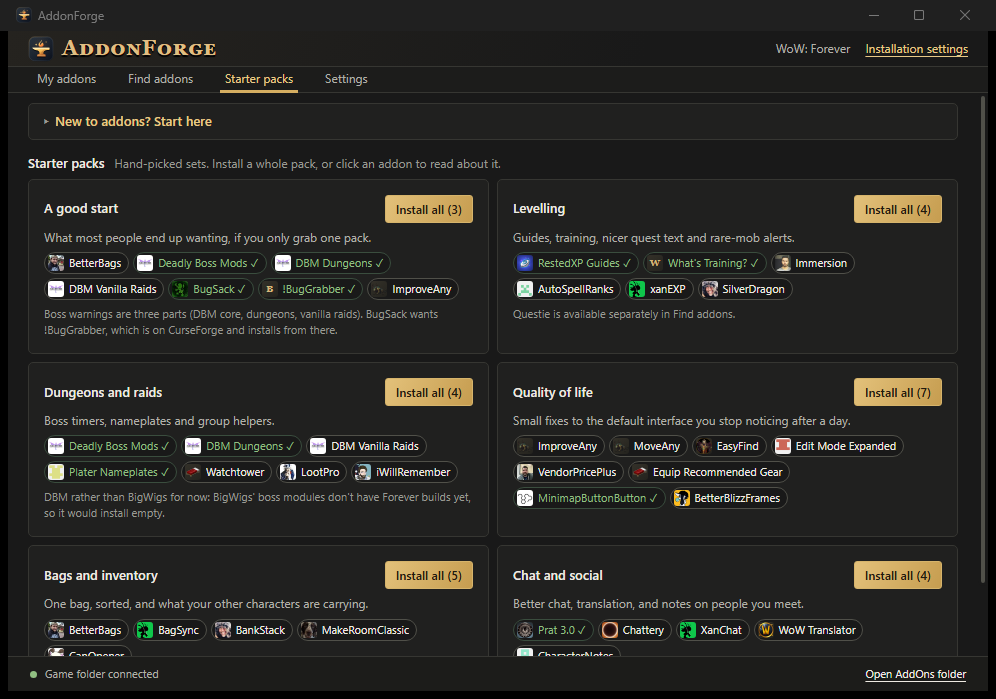 AddonForge
AddonForge
WoW: Forever Installation settings
My addons Find addons Starter packs Settings
▸ New to addons? Start here
Starter packs Hand-picked sets. Install a whole pack, or click an addon to read about it.
A good start
Install all (3)
What most people end up wanting, if you only grab one pack.
BetterBags Deadly Boss Mods ✓ DBM Dungeons ✓
DBM Vanilla Raids BugSack ✓ B !BugGrabber ✓ ImproveAny
Boss warnings are three parts (DBM core, dungeons, vanilla raids). BugSack wants
!BugGrabber, which is on CurseForge and installs from there.
Levelling
Install all (4)
Guides, training, nicer quest text and rare-mob alerts.
RestedXP Guides ✓ W What's Training? ✓ Immersion
AutoSpellRanks xanEXP SilverDragon
Questie is available separately in Find addons.
Dungeons and raids
Install all (4)
Boss timers, nameplates and group helpers.
Deadly Boss Mods ✓ DBM Dungeons ✓ DBM Vanilla Raids
Plater Nameplates ✓ Watchtower LootPro iWillRemember
DBM rather than BigWigs for now: BigWigs' boss modules don't have Forever builds yet,
so it would install empty.
Quality of life
Install all (7)
Small fixes to the default interface you stop noticing after a day.
ImproveAny MoveAny EasyFind Edit Mode Expanded
VendorPricePlus Equip Recommended Gear
MinimapButtonButton ✓ BetterBlizzFrames
Bags and inventory
Install all (5)
One bag, sorted, and what your other characters are carrying.
BetterBags BagSync BankStack MakeRoomClassic
CanOpener
Chat and social
Install all (4)
Better chat, translation, and notes on people you meet.
Prat 3.0 ✓ Chattery XanChat WoW Translator
CharacterNotes
Game folder connected
Open AddOns folder